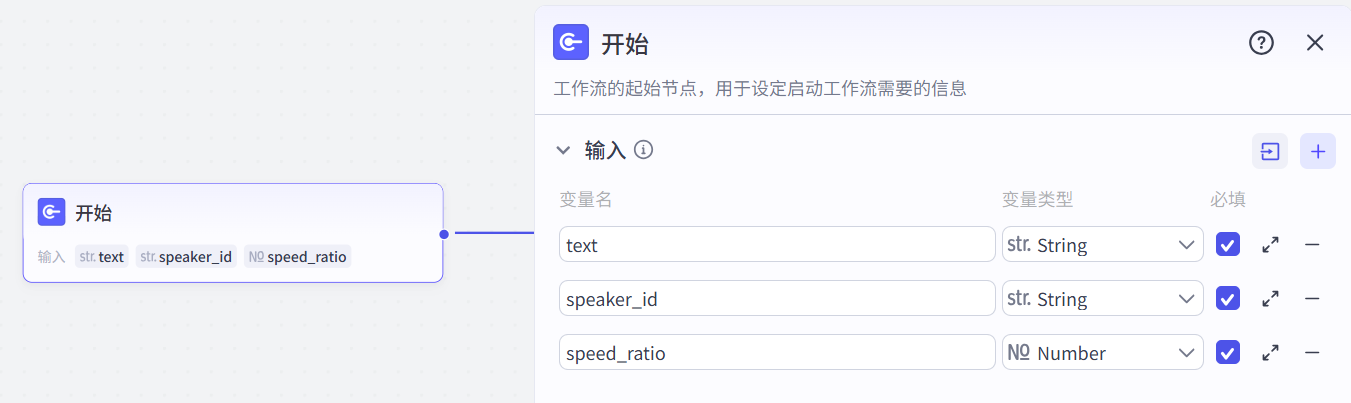 开始
输入 str. text str. speaker_id № speed_ratio
开始
工作流的起始节点，用于设定启动工作流需要的信息
输入
变量名 变量类型 必填
text str. String
speaker_id str. String
speed_ratio № Number